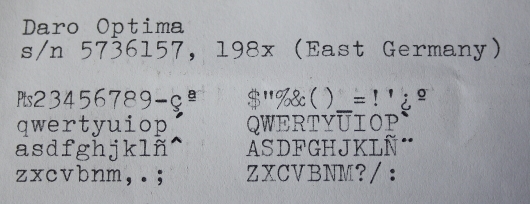 Daro Optima
s/n 5736157, 198x (East Germany)
₧23456789-çª $"%&()_=!'¿º
qwertyuiop´ QWERTYUIOP`
asdfghjklñ^ ASDFGHJKLÑ¨
zxcvbnm,.; ZXCVBNM?/: